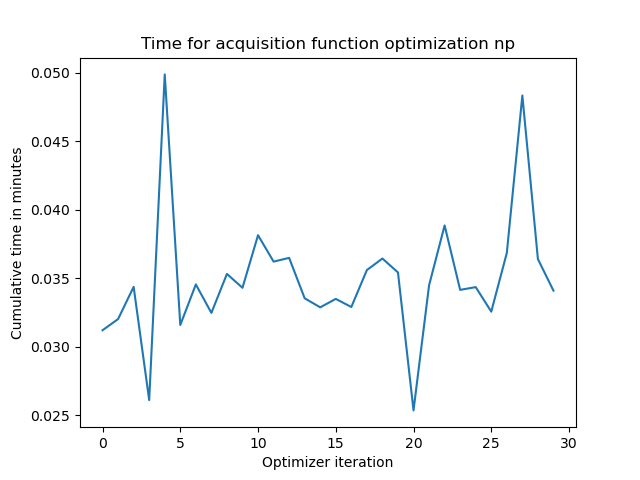 Time for acquisition function optimization np
Cumulative time in minutes
0.050
0.045
0.040
0.035
0.030
0.025
0 5 10 15 20 25 30
Optimizer iteration